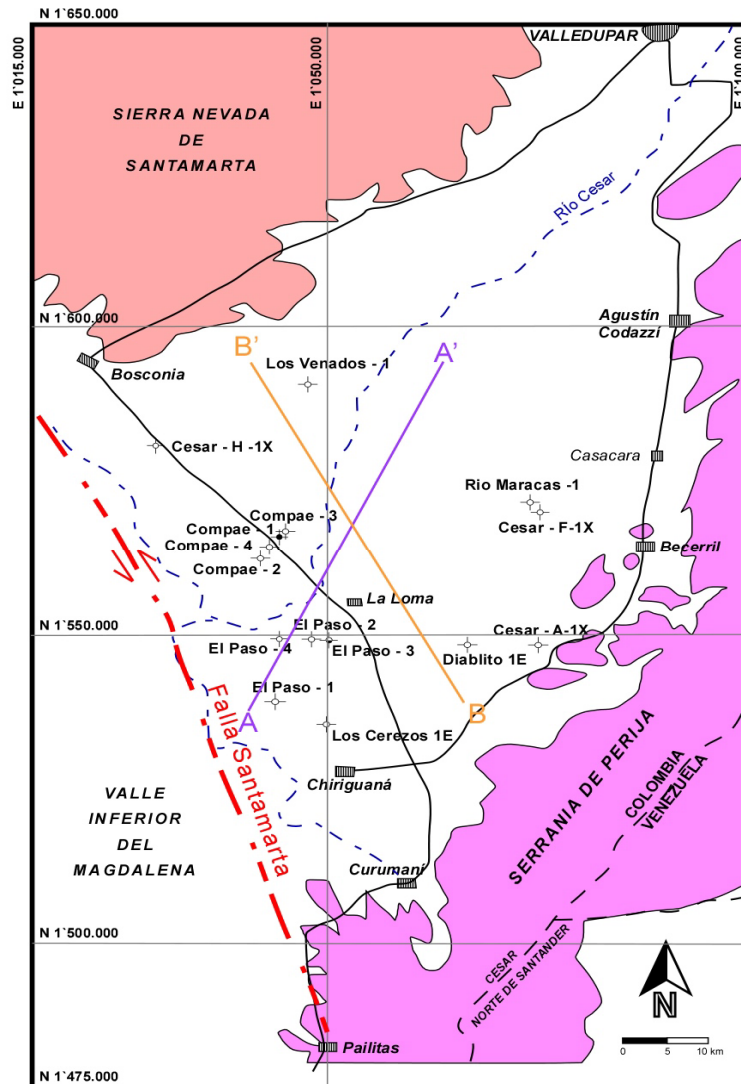 N 1`650.000
E 1`015.000
E 1`050.000
E 1`100.000
VALLEDUPAR
SIERRA NEVADA
DE
SANTAMARTA
RÍo Cesar
N 1`600.000
Agustín
Codazzí
B'
A'
Los Venados - 1
Bosconia
Cesar - H -1X
Casacara
Rio Maracas -1
Cesar - F-1X
Compae - 3
Compae - 1
Compae - 4
Compae - 2
Becerril
La Loma
N 1`550.000
El Paso - 2
El Paso - 4
El Paso - 3
Cesar - A-1X
Diablito 1E
El Paso - 1
A
B
Los Cerezos 1E
Falla Santamarta
Chiriguaná
VALLE
INFERIOR
DEL
MAGDALENA
SERRANIA DE PERIJA
COLOMBIA
VENEZUELA
Curumaní
N 1`500.000
CESAR
NORTE DE SANTANDER
N
0 5 10 km
Pailitas
N 1`475.000